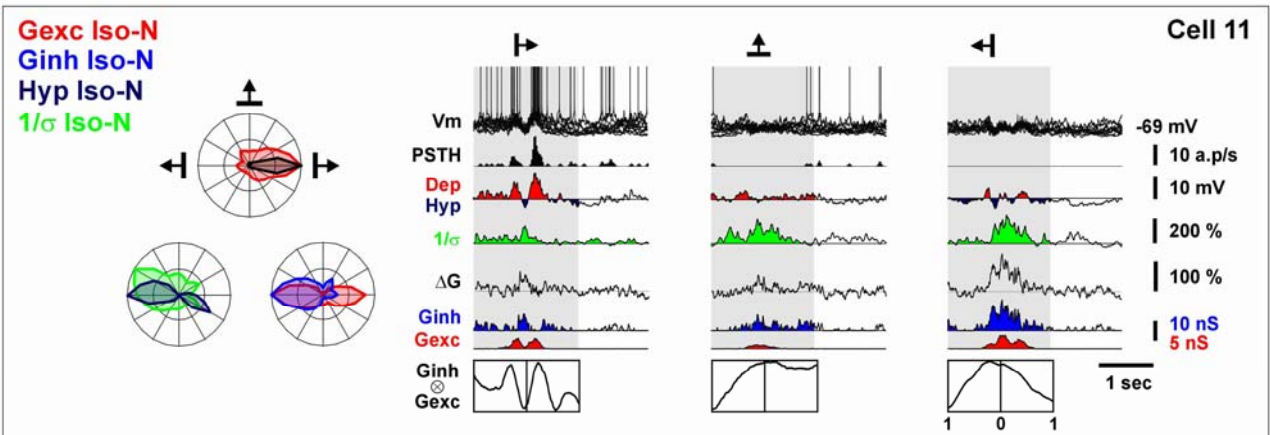 Gexc Iso-N
Ginh Iso-N
Hyp Iso-N
1/σ Iso-N
Cell 11
Vm
-69 mV
PSTH
10 a.p/s
Dep
10 mV
Hyp
1/σ
200 %
ΔG
100 %
Ginh
10 nS
Gexc
5 nS
Ginh
⊗
Gexc
1 sec
1 0 1